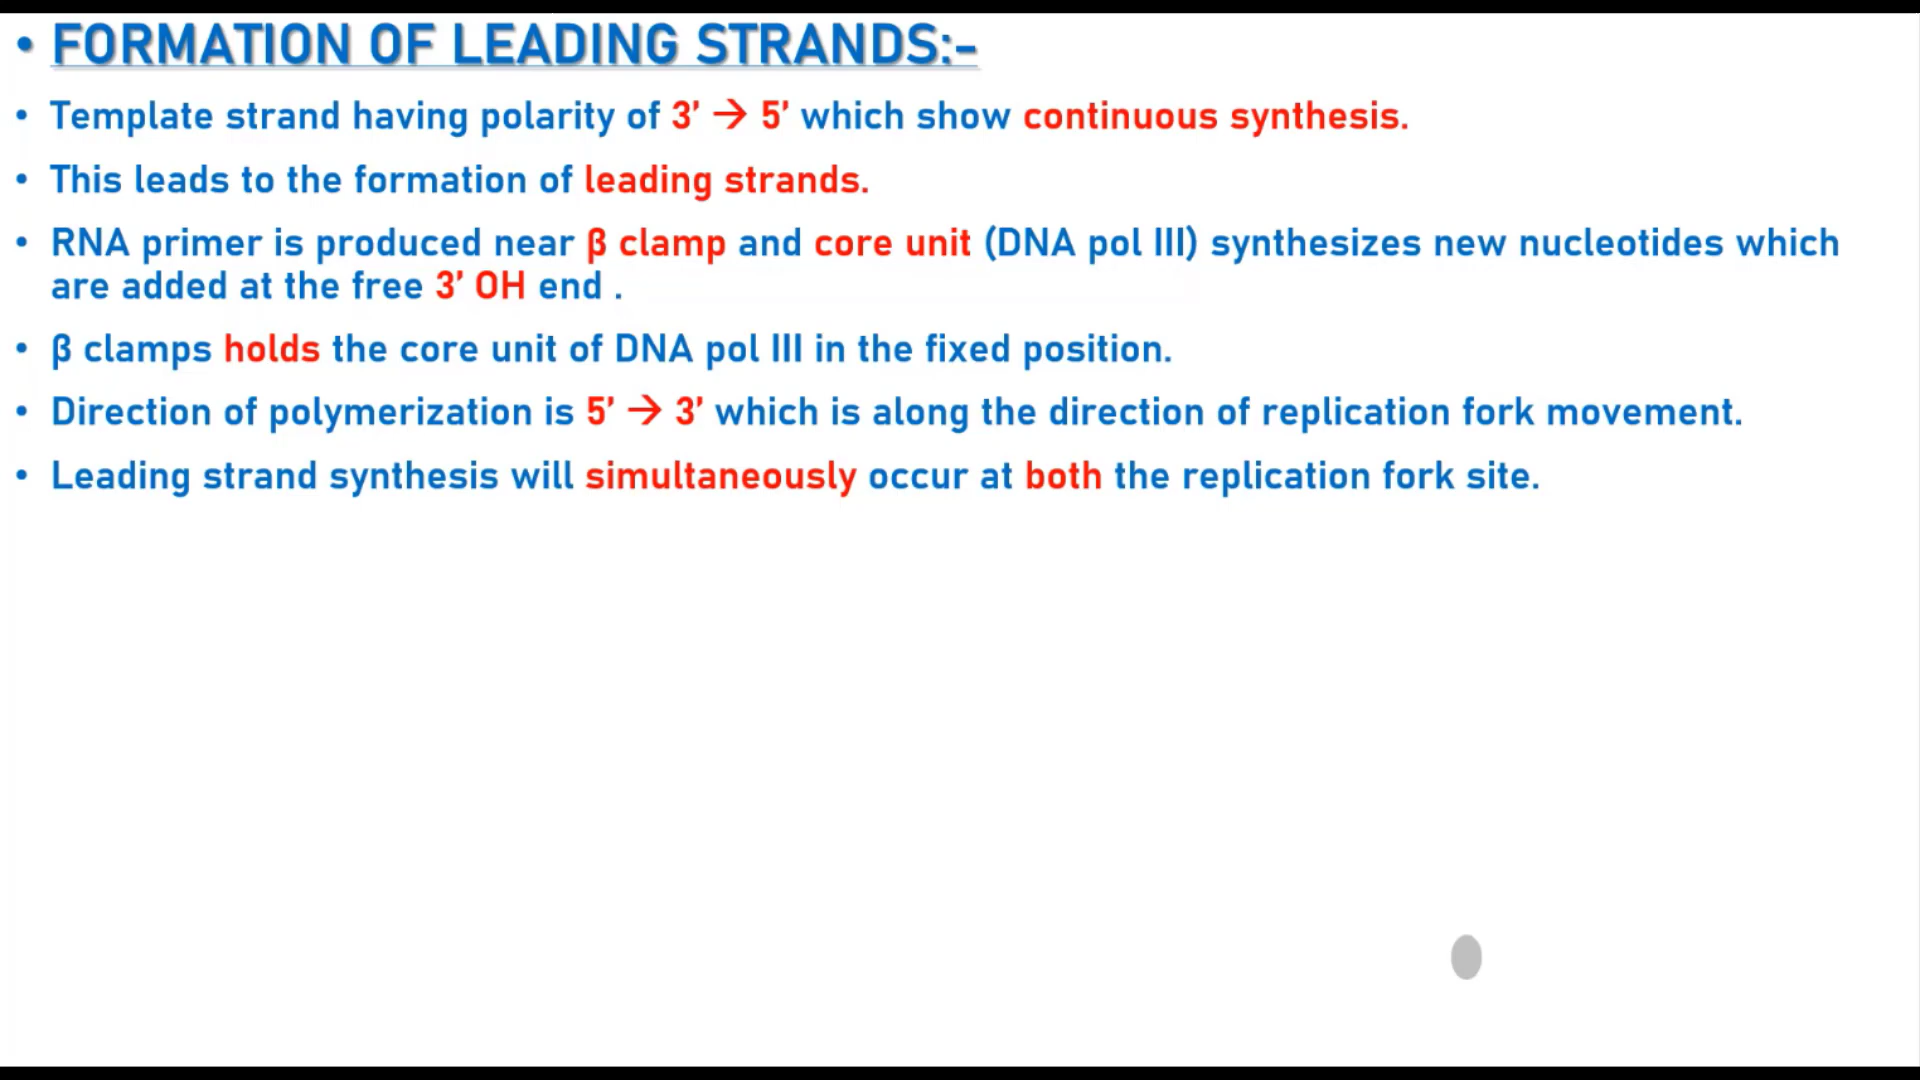 • FORMATION OF LEADING STRANDS:-
• Template strand having polarity of 3’ → 5’ which show continuous synthesis.
• This leads to the formation of leading strands.
• RNA primer is produced near β clamp and core unit (DNA pol III) synthesizes new nucleotides which
are added at the free 3’ OH end .
• β clamps holds the core unit of DNA pol III in the fixed position.
• Direction of polymerization is 5’ → 3’ which is along the direction of replication fork movement.
• Leading strand synthesis will simultaneously occur at both the replication fork site.